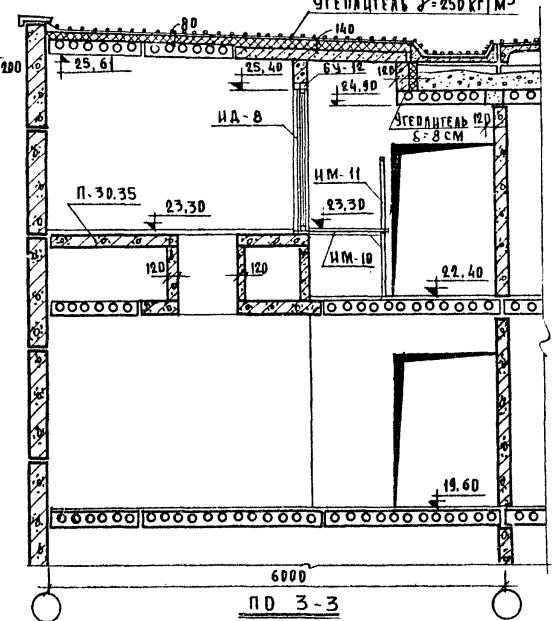 УТЕПЛИТЕЛЬ γ=250 КГ/М³
80
140
200
25,61
25,40
БУ-12
120
24,90
ИД-8
УТЕПЛИТЕЛЬ
δ=8 СМ
120
П-30.35
ИМ-11
23,30
23,30
120
120
ИМ-10
22,40
19,60
6000
ПО 3-3